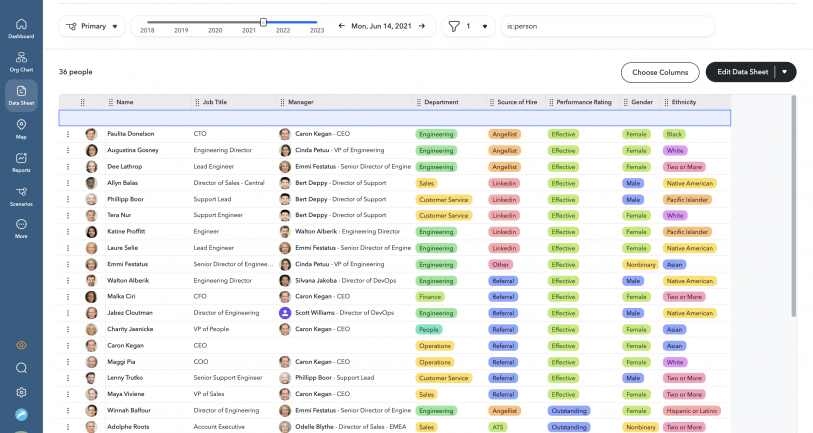 Primary
2018 2019 2020 2021 2022 2023
Mon, Jun 14, 2021
1
is:person
Dashboard
Org Chart
Data Sheet
Map
Reports
Scenarios
More
36 people
Choose Columns
Edit Data Sheet
Name Job Title Manager Department Source of Hire Performance Rating Gender Ethnicity
Paulita Donelson CTO Caron Kegan - CEO Engineering Angellist Effective Female Black
Augustina Gosney Engineering Director Cinda Petuu - VP of Engineering Engineering Angellist Effective Female White
Dee Lathrop Lead Engineer Emmi Festatus - Senior Director of Engine Engineering Angellist Effective Female Two or More
Allyn Balas Director of Sales - Central Bert Deppy - Director of Support Sales Linkedin Effective Male Native American
Phillipp Boor Support Lead Bert Deppy - Director of Support Customer Service Linkedin Effective Male Pacific Islander
Tera Nur Support Engineer Bert Deppy - Director of Support Customer Service Linkedin Effective Female White
Katine Proffitt Engineer Walton Alberik - Engineering Director Engineering Linkedin Effective Female Pacific Islander
Laure Selie Lead Engineer Emmi Festatus - Senior Director of Engine Engineering Linkedin Effective Female Native American
Emmi Festatus Senior Director of Enginee... Cinda Petuu - VP of Engineering Engineering Other Effective Nonbinary Asian
Walton Alberik Engineering Director Silvana Jakoba - Director of DevOps Engineering Referral Effective Female Native American
Malka Ciri CFO Caron Kegan - CEO Finance Referral Effective Female Two or More
Jabez Cloutman Director of Engineering Scott Williams - Director of DevOps Engineering Referral Effective Male Native American
Charity Jaenicke VP of People Caron Kegan - CEO People Referral Effective Female Asian
Caron Kegan CEO Operations Referral Effective Female Asian
Maggi Pia COO Caron Kegan - CEO Operations Referral Effective Female White
Lenny Trutko Senior Support Engineer Phillipp Boor - Support Lead Customer Service Referral Effective Male Two or More
Maya Viviene VP of Sales Caron Kegan - CEO Sales Referral Effective Female Two or More
Winnah Balfour Director of Engineering Emmi Festatus - Senior Director of Engine Engineering Angellist Outstanding Female Hispanic or Latino
Adolphe Roots Account Executive Odelle Blythe - Director of Sales - EMEA Sales ATS Outstanding Nonbinary Two or More